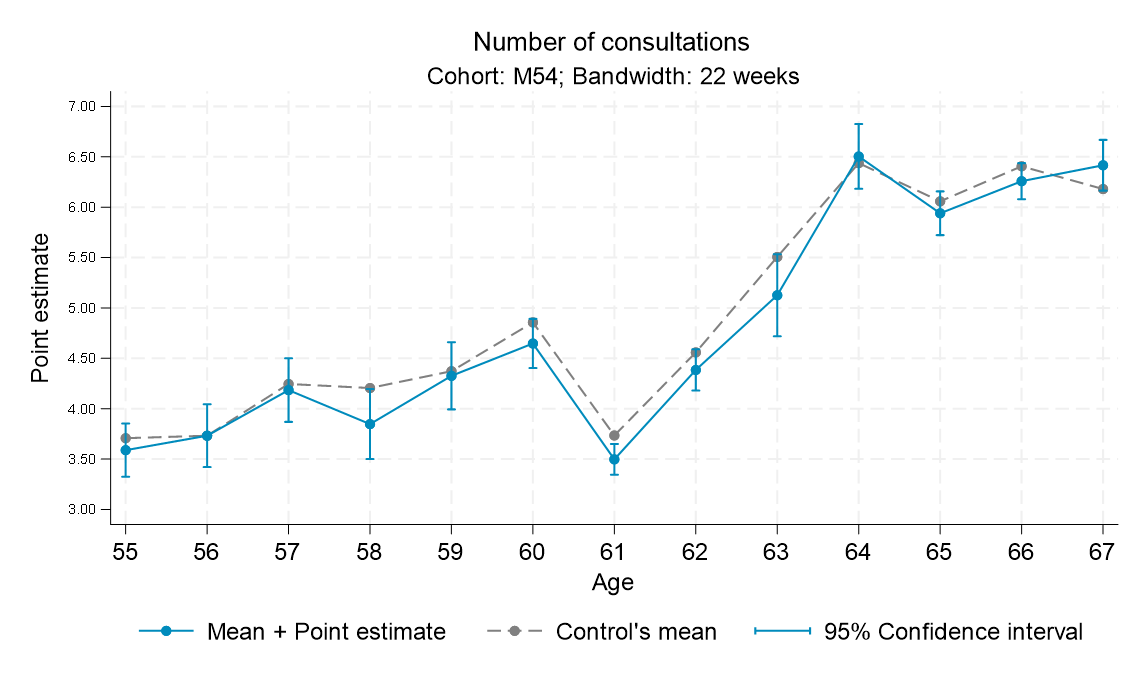 Number of consultations
Cohort: M54; Bandwidth: 22 weeks
Point estimate
7.00
6.50
6.00
5.50
5.00
4.50
4.00
3.50
3.00
55 56 57 58 59 60 61 62 63 64 65 66 67
Age
Mean + Point estimate Control's mean 95% Confidence interval